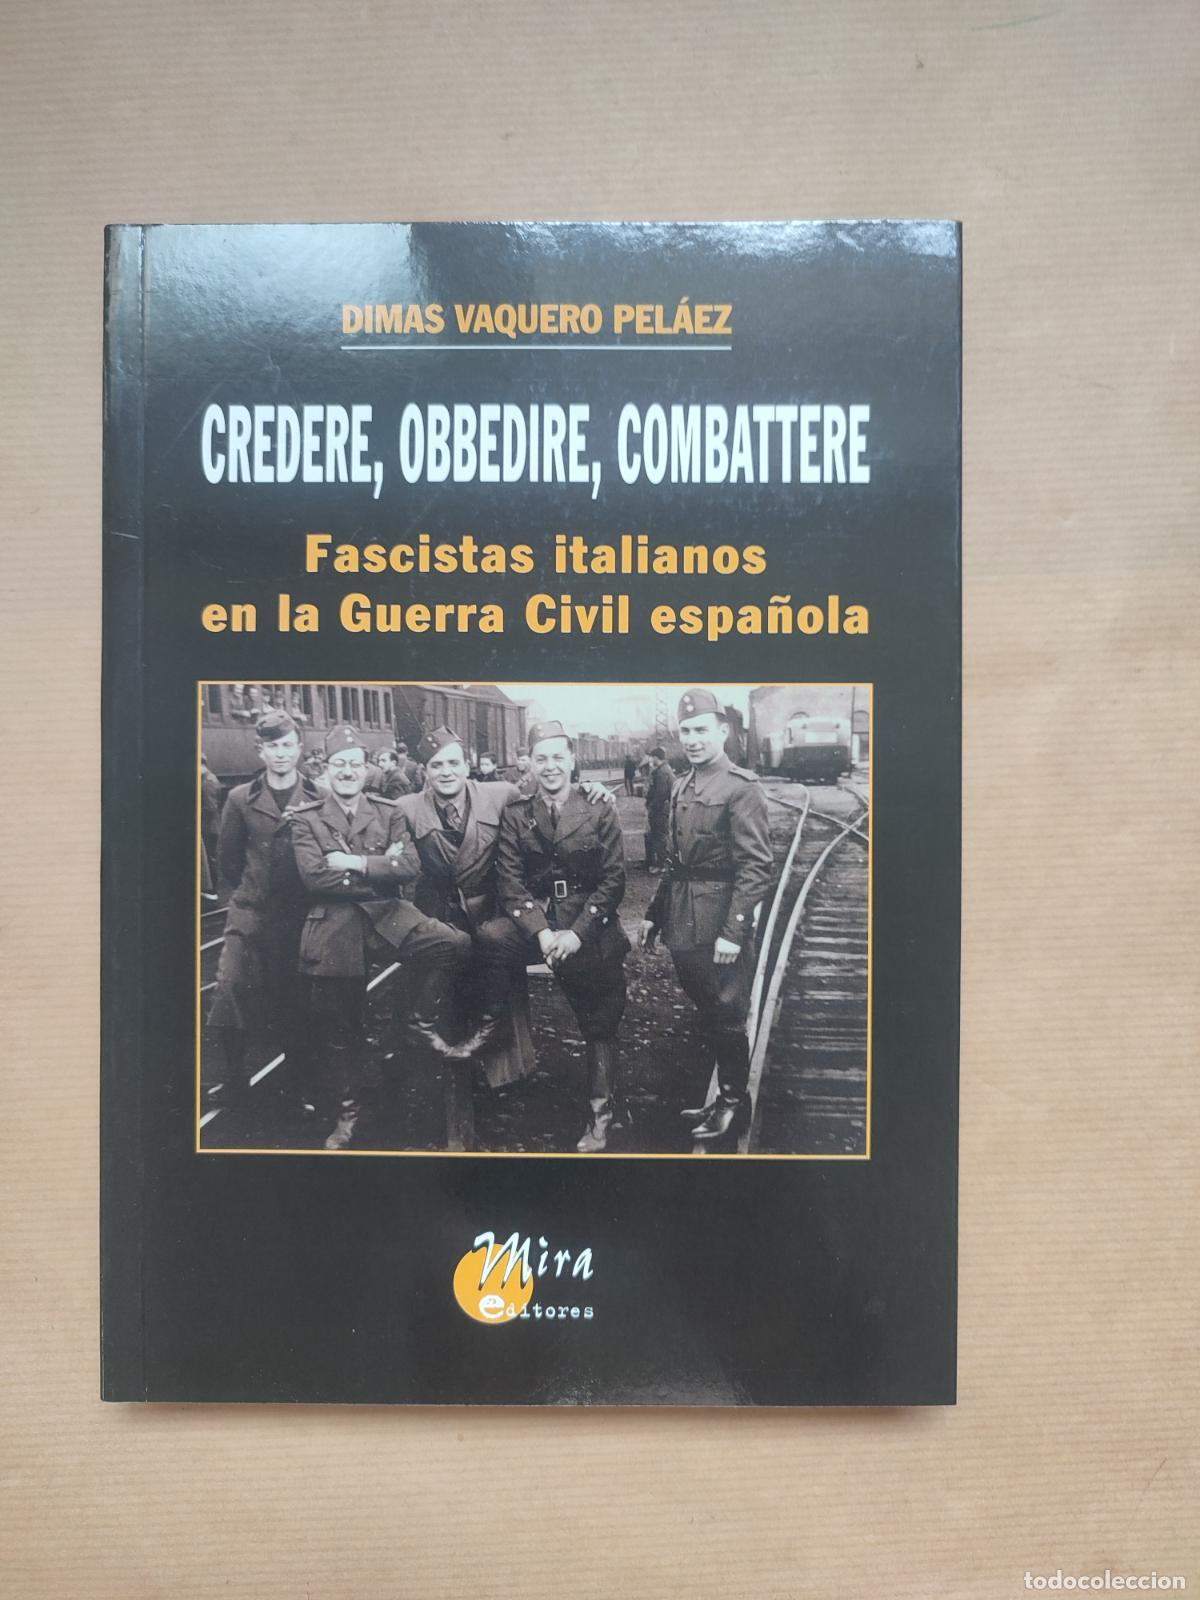 DIMAS VAQUERO PELÁEZ
CREDERE, OBBEDIRE, COMBATTERE
Fascistas italianos
en la Guerra Civil española
Mira
editores
todocoleccion